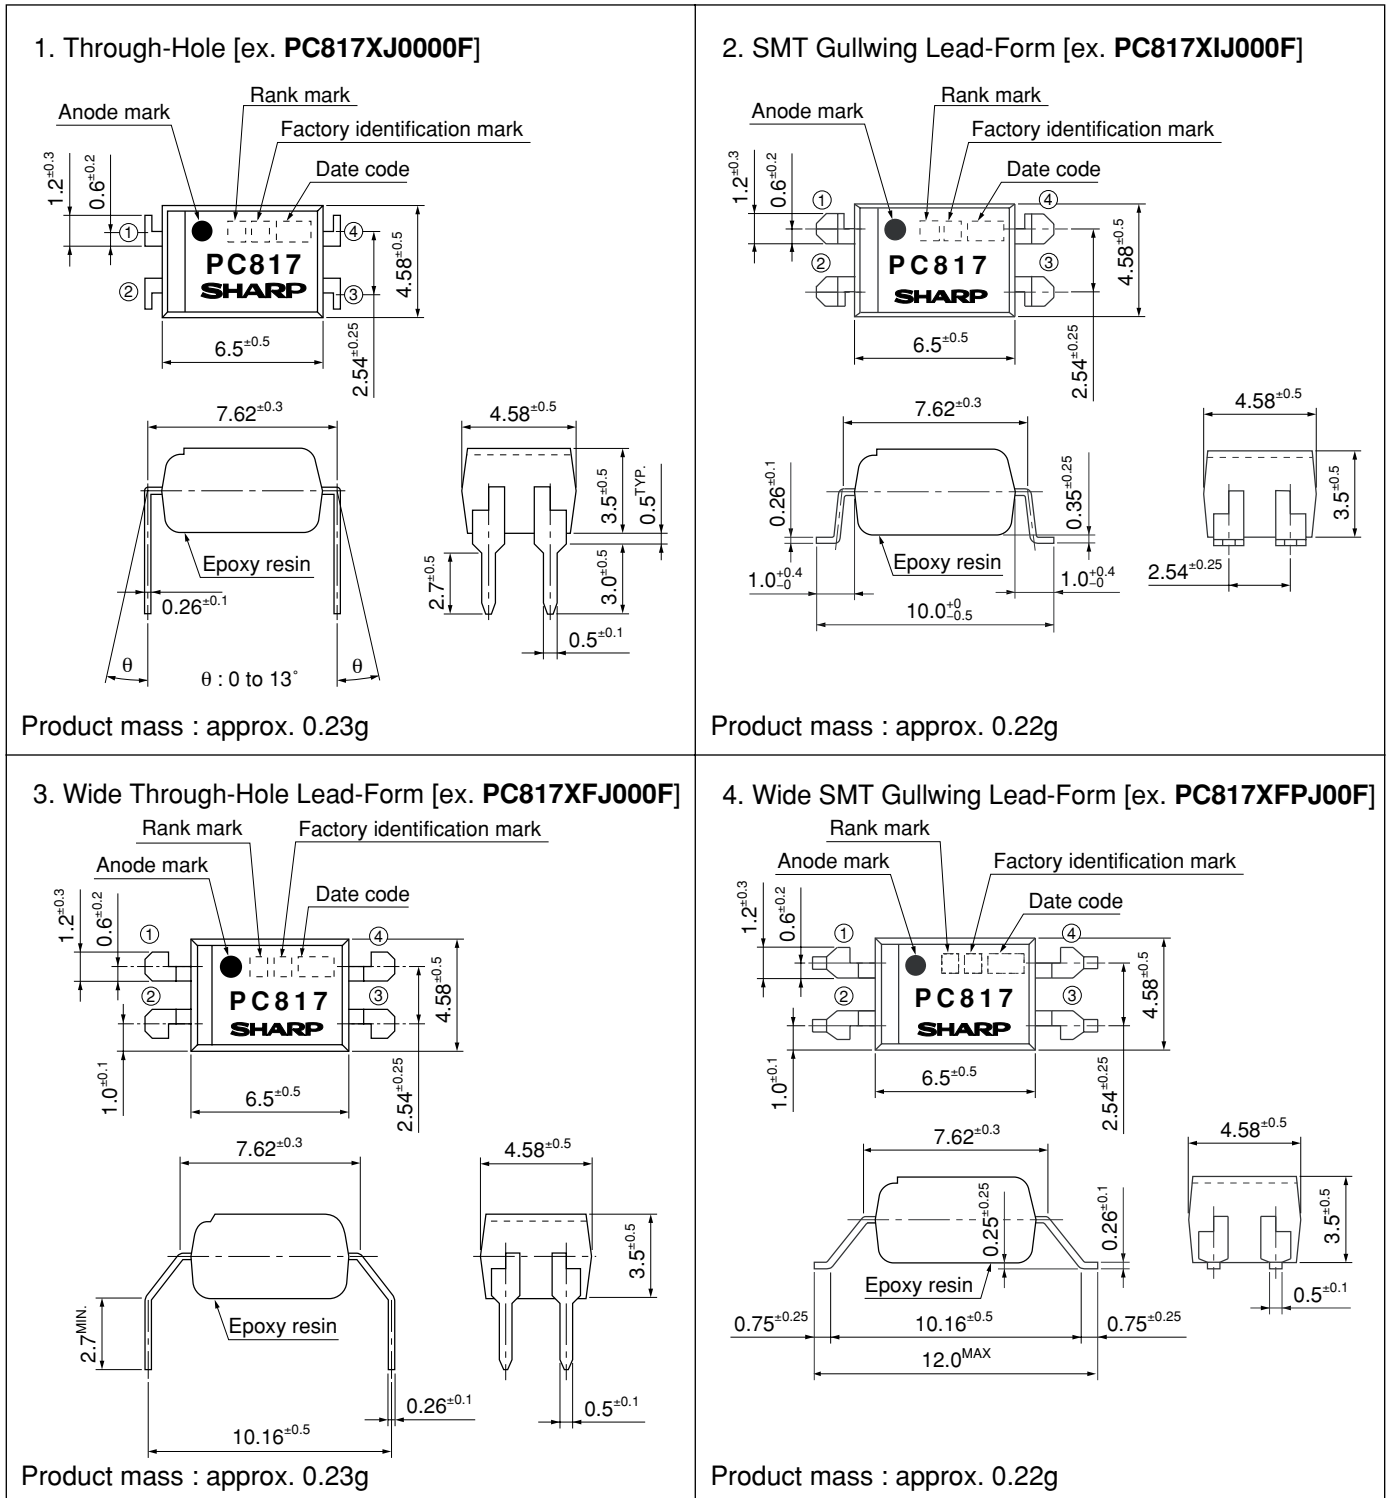 1. Through-Hole [ex. PC817XJ0000F]
Rank mark
Anode mark
Factory identification mark
Date code
1.2±0.3
0.6±0.2
①
②
④
③
PC817
SHARP
4.58±0.5
6.5±0.5
2.54±0.25
7.62±0.3
4.58±0.5
3.5±0.5
0.5TYP.
Epoxy resin
2.7±0.5
3.0±0.5
0.26±0.1
0.5±0.1
θ
θ
θ : 0 to 13˚
Product mass : approx. 0.23g
2. SMT Gullwing Lead-Form [ex. PC817XIJ000F]
Rank mark
Anode mark
Factory identification mark
Date code
1.2±0.3
0.6±0.2
①
②
④
③
PC817
SHARP
4.58±0.5
6.5±0.5
2.54±0.25
7.62±0.3
4.58±0.5
0.26±0.1
0.35±0.25
3.5±0.5
Epoxy resin
1.0+0.4−0
1.0+0.4−0
2.54±0.25
10.0+0−0.5
Product mass : approx. 0.22g
3. Wide Through-Hole Lead-Form [ex. PC817XFJ000F]
Rank mark
Factory identification mark
Anode mark
Date code
1.2±0.3
0.6±0.2
①
②
④
③
PC817
SHARP
4.58±0.5
1.0±0.1
6.5±0.5
2.54±0.25
7.62±0.3
4.58±0.5
3.5±0.5
Epoxy resin
2.7MIN.
0.26±0.1
0.5±0.1
10.16±0.5
Product mass : approx. 0.23g
4. Wide SMT Gullwing Lead-Form [ex. PC817XFPJ00F]
Rank mark
Anode mark
Factory identification mark
Date code
1.2±0.3
0.6±0.2
①
②
④
③
PC817
SHARP
4.58±0.5
1.0±0.1
6.5±0.5
2.54±0.25
7.62±0.3
4.58±0.5
0.25±0.25
0.26±0.1
3.5±0.5
Epoxy resin
0.5±0.1
0.75±0.25
10.16±0.5
0.75±0.25
12.0MAX
Product mass : approx. 0.22g